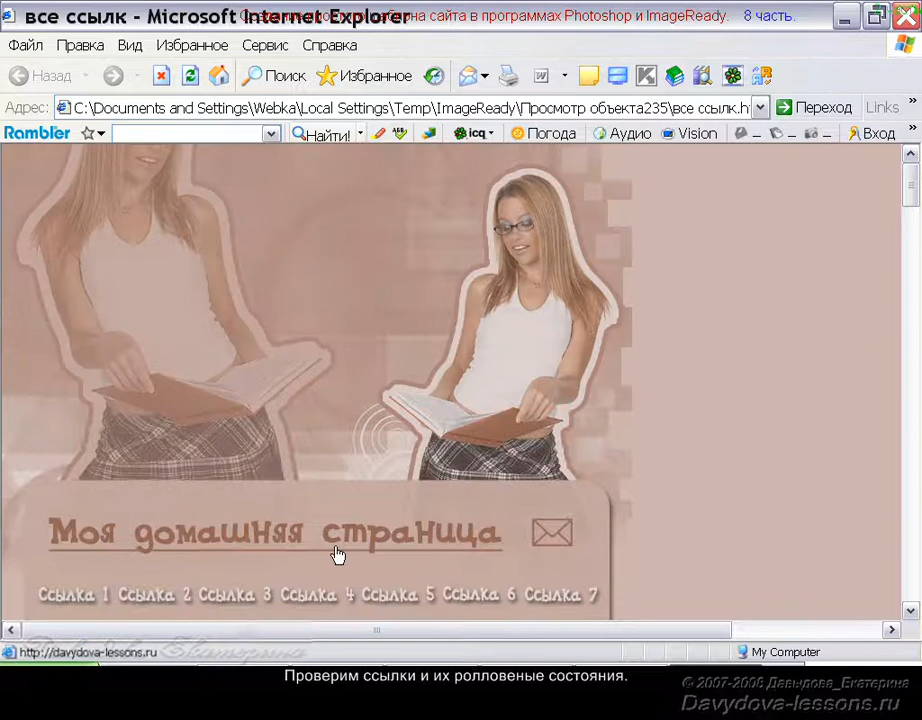 все ссылк - Microsoft Internet Explorer
сайта в программах Photoshop и ImageReady. 8 часть.
Файл Правка Вид Избранное Сервис Справка
Назад Поиск Избранное
Адрес: C:\Documents and Settings\Webka\Local Settings\Temp\ImageReady\Просмотр объекта235\все ссылк.h Переход Links »
Rambler Найти! icq Погода Аудио Vision Вход »
Моя домашняя страница
Ссылка 1 Ссылка 2 Ссылка 3 Ссылка 4 Ссылка 5 Ссылка 6 Ссылка 7
http://davydova-lessons.ru My Computer
Проверим ссылки и их ролловеные состояния.
© 2007-2008 Давыдова_Екатерина
Davydova-lessons.ru